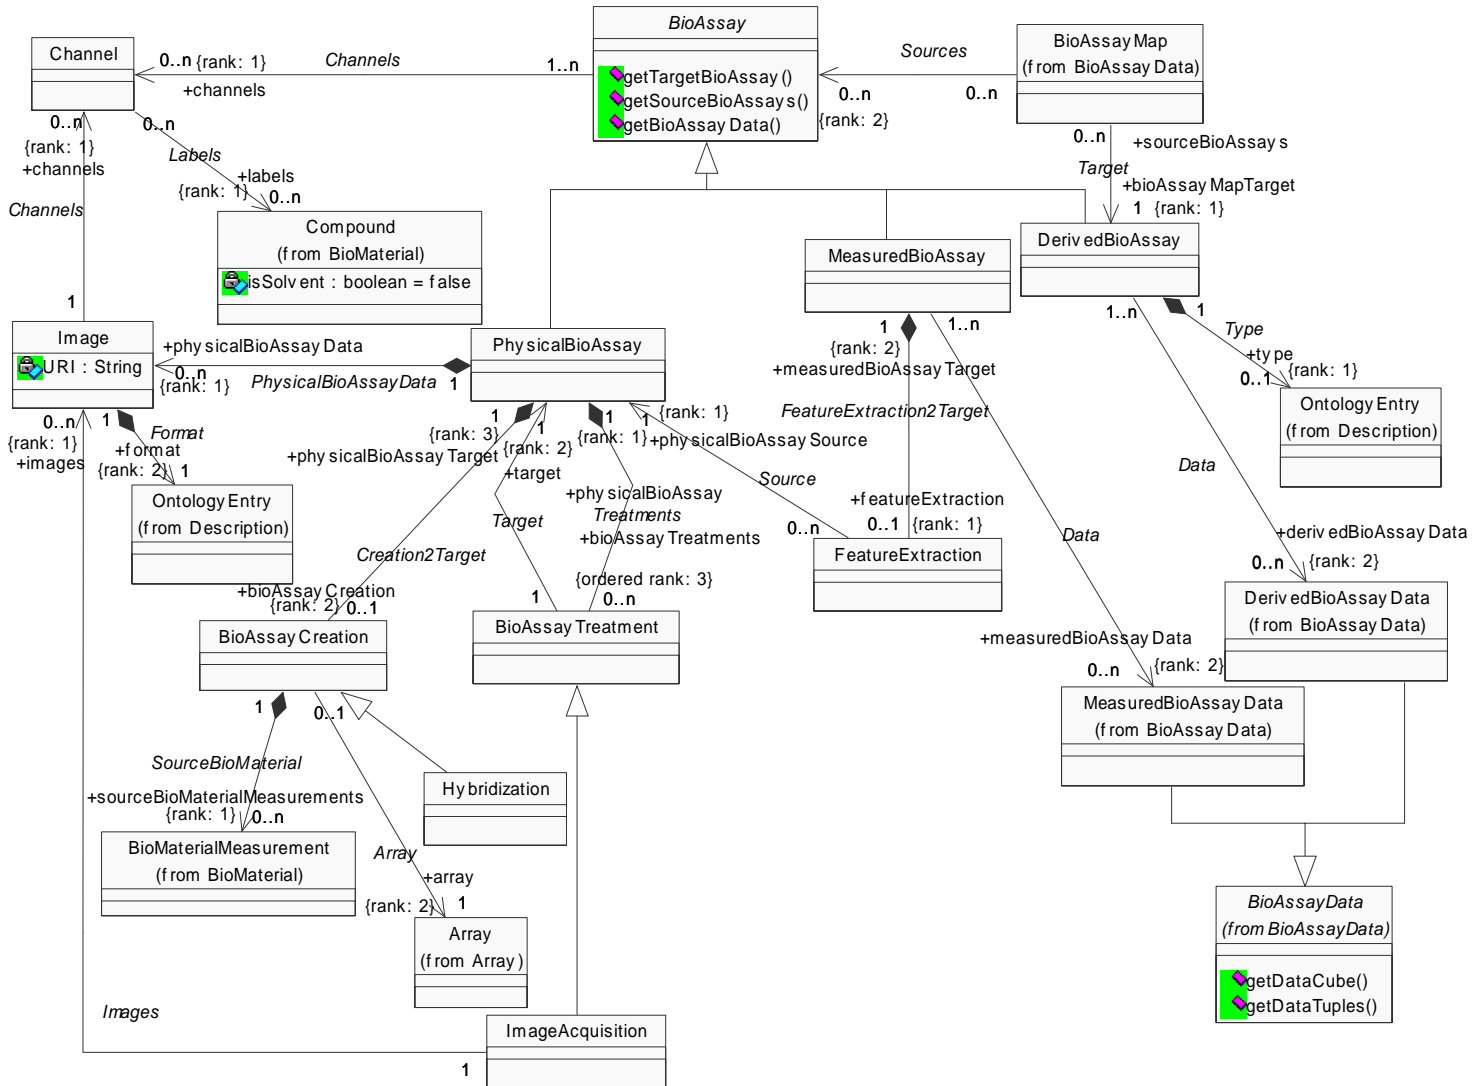 BioAssay
getTargetBioAssay()
getSourceBioAssays()
getBioAssayData()
Channel
0..n {rank: 1}
+channels
Channels
1..n
Sources
0..n
{rank: 2}
0..n
BioAssayMap
(from BioAssayData)
0..n
{rank: 1}
+channels
Channels
1
0..n
Labels
+labels
{rank: 1}
0..n
Compound
(from BioMaterial)
isSolvent : boolean = false
0..n
+sourceBioAssays
Target
+bioAssayMapTarget
1 {rank: 1}
DerivedBioAssay
MeasuredBioAssay
Image
URI : String
+physicalBioAssayData
0..n
{rank: 1}
PhysicalBioAssayData
1
PhysicalBioAssay
1
{rank: 2}
+measuredBioAssayTarget
FeatureExtraction2Target
+featureExtraction
0..1 {rank: 1}
1..n
Data
+measuredBioAssayData
0..n
{rank: 2}
1..n
Data
+derivedBioAssayData
0..n {rank: 2}
1
Type
+type
0..1
{rank: 1}
OntologyEntry
(from Description)
0..n
{rank: 1}
+images
1
Format
+format
{rank: 2}
1
OntologyEntry
(from Description)
1
{rank: 3}
+physicalBioAssayTarget
Creation2Target
+bioAssayCreation
{rank: 2} 0..1
1
{rank: 2}
+target
Target
1
1
{rank: 1}
+physicalBioAssay
Treatments
+bioAssayTreatments
{ordered rank: 3}
0..n
1
{rank: 1}
+physicalBioAssaySource
Source
0..n
FeatureExtraction
BioAssayCreation
BioAssayTreatment
DerivedBioAssayData
(from BioAssayData)
MeasuredBioAssayData
(from BioAssayData)
1
SourceBioMaterial
+sourceBioMaterialMeasurements
{rank: 1} 0..n
BioMaterialMeasurement
(from BioMaterial)
0..1
Array
+array
{rank: 2} 1
Hybridization
Array
(from Array)
BioAssayData
(from BioAssayData)
getDataCube()
getDataTuples()
Images
1
ImageAcquisition